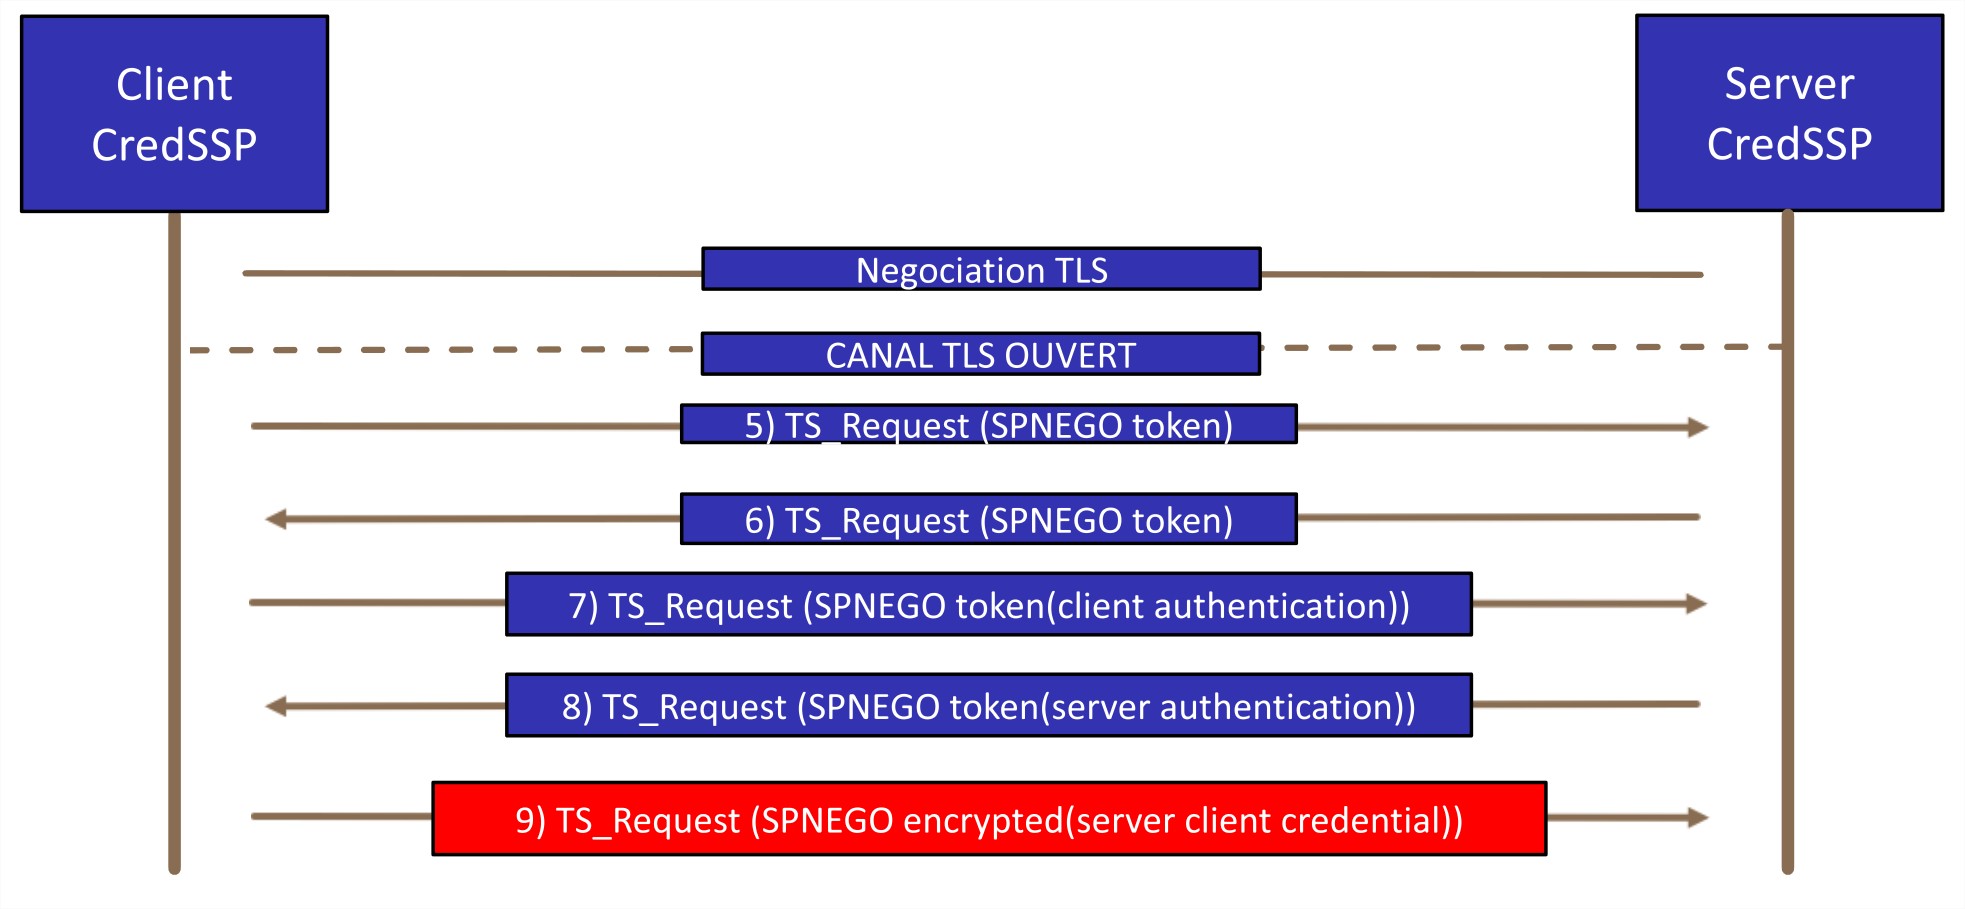 Client
CredSSP
Server
CredSSP
Negociation TLS
CANAL TLS OUVERT
5) TS_Request (SPNEGO token)
6) TS_Request (SPNEGO token)
7) TS_Request (SPNEGO token(client authentication))
8) TS_Request (SPNEGO token(server authentication))
9) TS_Request (SPNEGO encrypted(server client credential))